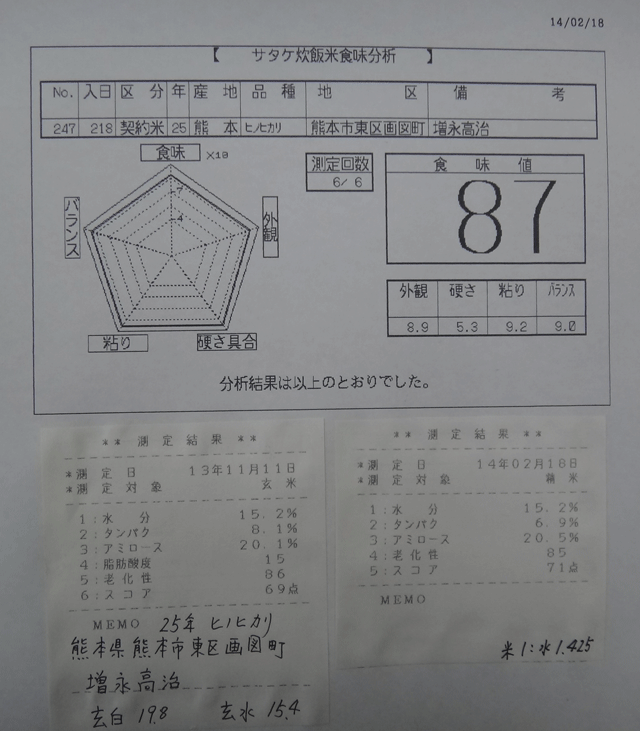 14/02/18
【 サタケ炊飯米食味分析 】
No. 入日 区分 年 産地 品種 地区 備考
247 218 契約米 25 熊本 ヒノヒカリ 熊本市東区画図町 増永高治
食味 ×10
7
4
バランス
外観
粘り
硬さ具合
測定回数
6/ 6
食味値
87
外観 硬さ 粘り バランス
8.9 5.3 9.2 9.0
分析結果は以上のとおりでした。
** 測定結果 **
*測定日 13年11月11日
*測定対象 玄米
1:水分 15.2%
2:タンパク 8.1%
3:アミロース 20.1%
4:脂肪酸度 15
5:老化性 86
6:スコア 69点
MEMO 25年 ヒノヒカリ
熊本県熊本市東区画図町
増永高治
玄白 19.8 玄水 15.4
** 測定結果 **
*測定日 14年02月18日
*測定対象 精米
1:水分 15.2%
2:タンパク 6.9%
3:アミロース 20.5%
4:老化性 85
5:スコア 71点
MEMO
米1:水1.425